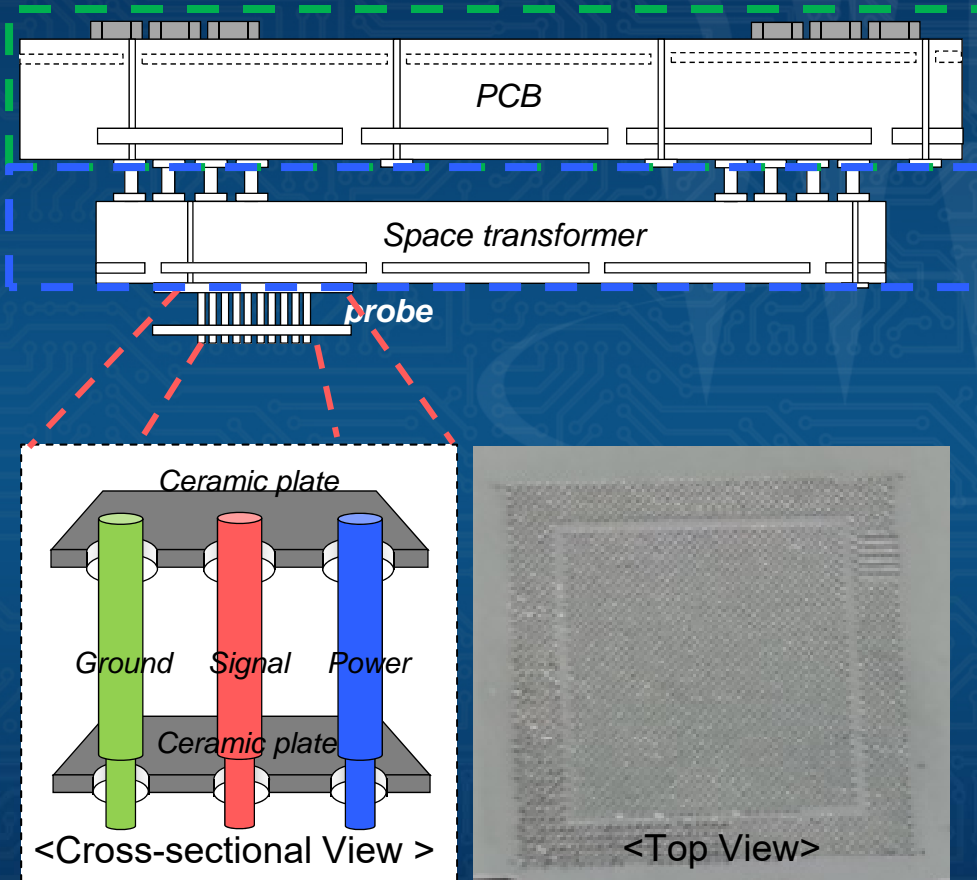 PCB
Space transformer
probe
Ceramic plate
Ground Signal Power
Ceramic plate
<Cross-sectional View >
<Top View>